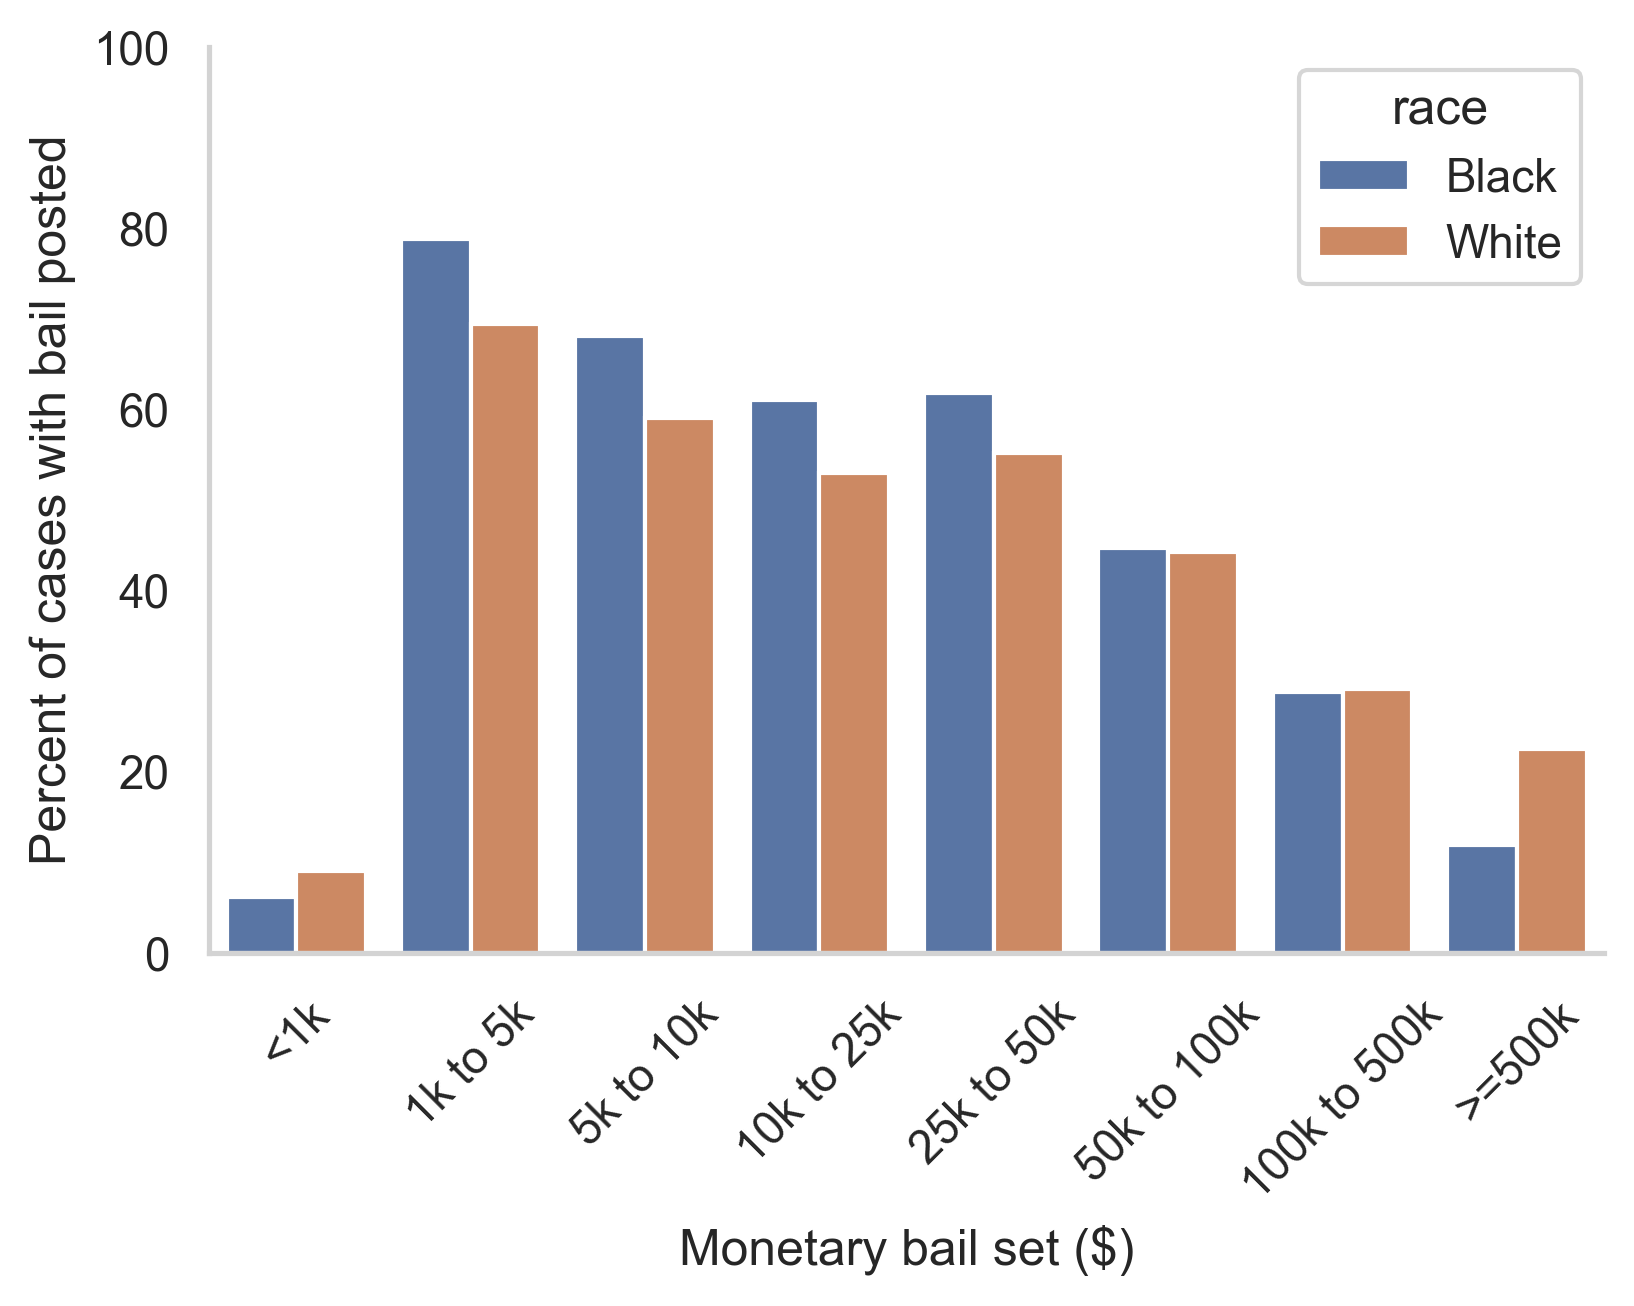 100
80
60
40
20
0
Percent of cases with bail posted
race
Black
White
<1k
1k to 5k
5k to 10k
10k to 25k
25k to 50k
50k to 100k
100k to 500k
>=500k
Monetary bail set ($)